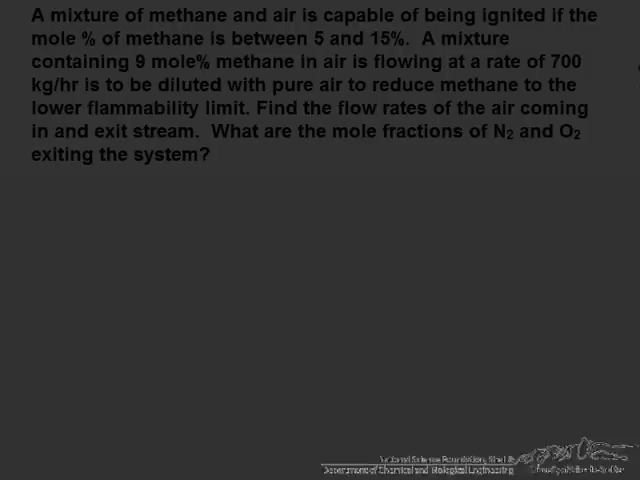 A mixture of methane and air is capable of being ignited if the
mole % of methane is between 5 and 15%. A mixture
containing 9 mole% methane in air is flowing at a rate of 700
kg/hr is to be diluted with pure air to reduce methane to the
lower flammability limit. Find the flow rates of the air coming
in and exit stream. What are the mole fractions of N2 and O2
exiting the system?
National Science Foundation, Shell
Department of Chemical and Biological Engineering